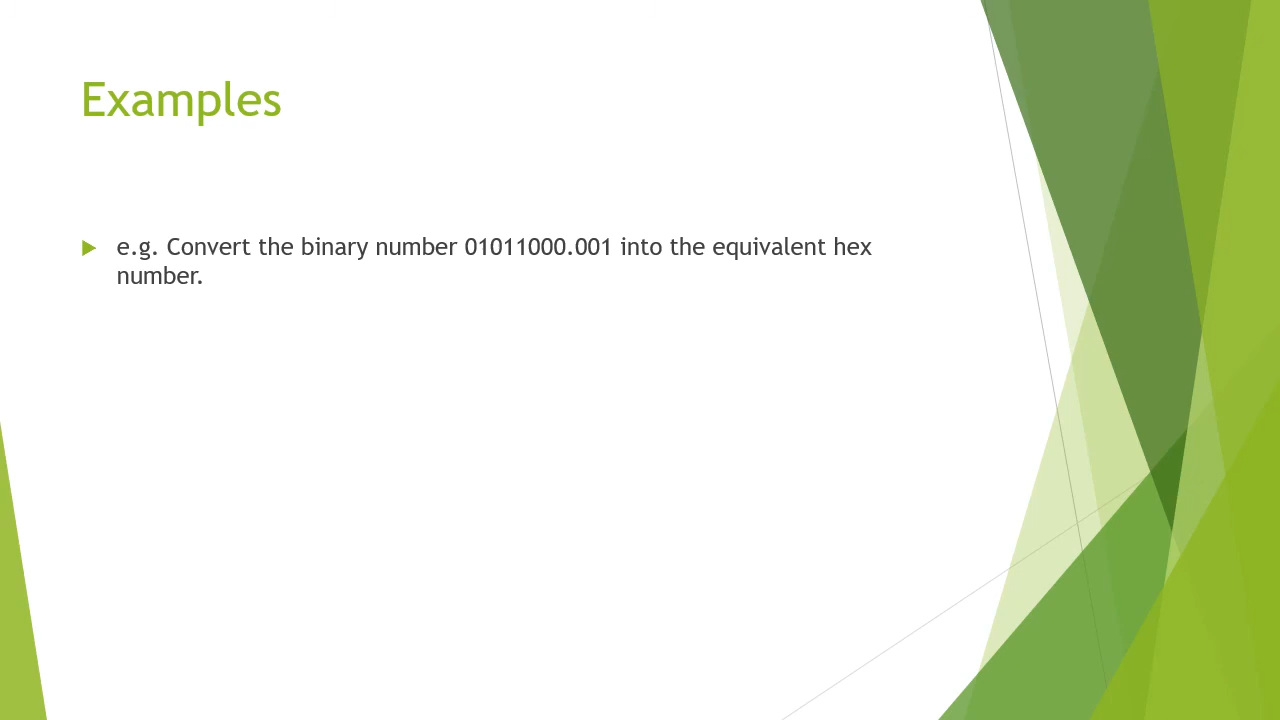 Examples
e.g. Convert the binary number 01011000.001 into the equivalent hex
number.